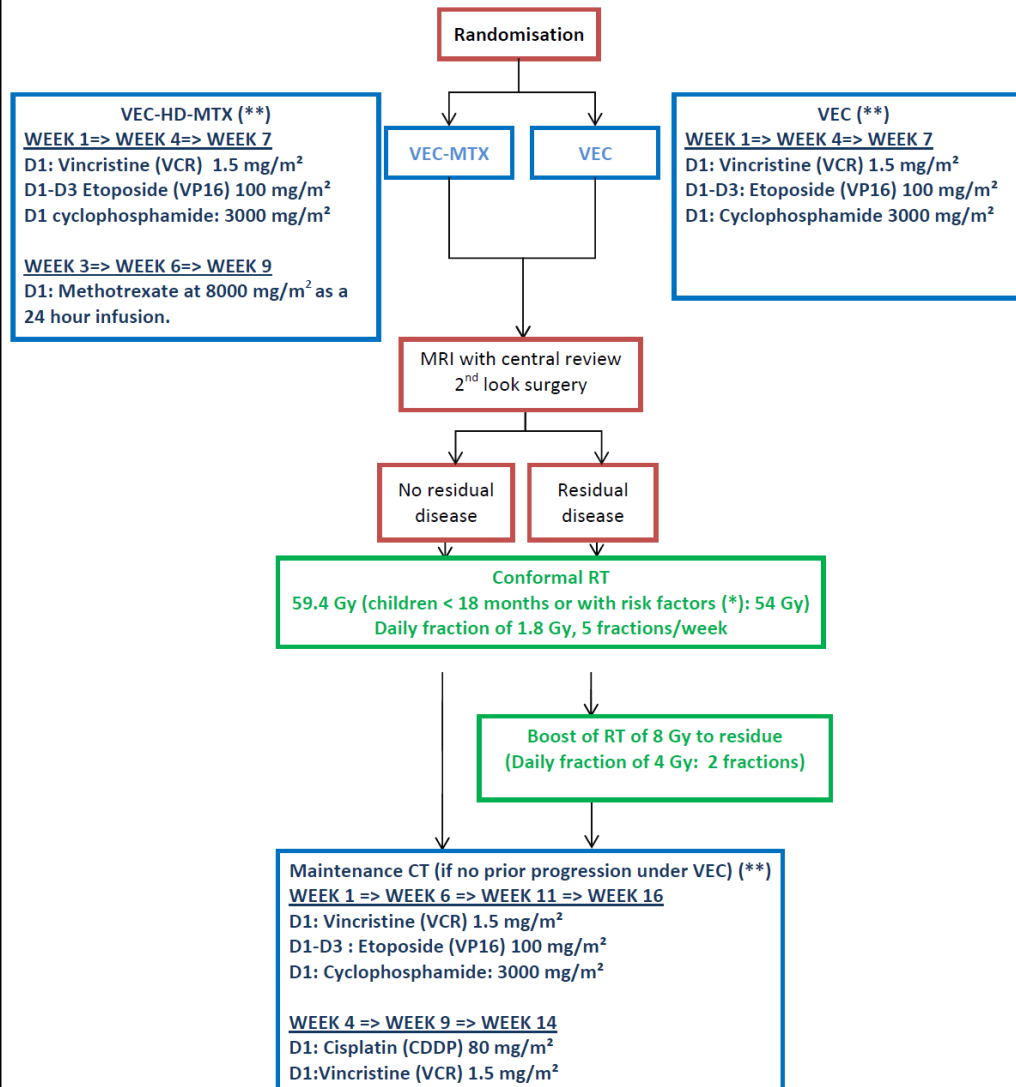 Randomisation
VEC-HD-MTX (**)
WEEK 1=> WEEK 4=> WEEK 7
D1: Vincristine (VCR) 1.5 mg/m²
D1-D3 Etoposide (VP16) 100 mg/m²
D1 cyclophosphamide: 3000 mg/m²
WEEK 3=> WEEK 6=> WEEK 9
D1: Methotrexate at 8000 mg/m² as a
24 hour infusion.
VEC-MTX
VEC
VEC (**)
WEEK 1=> WEEK 4=> WEEK 7
D1: Vincristine (VCR) 1.5 mg/m²
D1-D3: Etoposide (VP16) 100 mg/m²
D1: Cyclophosphamide 3000 mg/m²
MRI with central review
2nd look surgery
No residual
disease
Residual
disease
Conformal RT
59.4 Gy (children < 18 months or with risk factors (*): 54 Gy)
Daily fraction of 1.8 Gy, 5 fractions/week
Boost of RT of 8 Gy to residue
(Daily fraction of 4 Gy: 2 fractions)
Maintenance CT (if no prior progression under VEC) (**)
WEEK 1 => WEEK 6 => WEEK 11 => WEEK 16
D1: Vincristine (VCR) 1.5 mg/m²
D1-D3 : Etoposide (VP16) 100 mg/m²
D1: Cyclophosphamide: 3000 mg/m²
WEEK 4 => WEEK 9 => WEEK 14
D1: Cisplatin (CDDP) 80 mg/m²
D1:Vincristine (VCR) 1.5 mg/m²